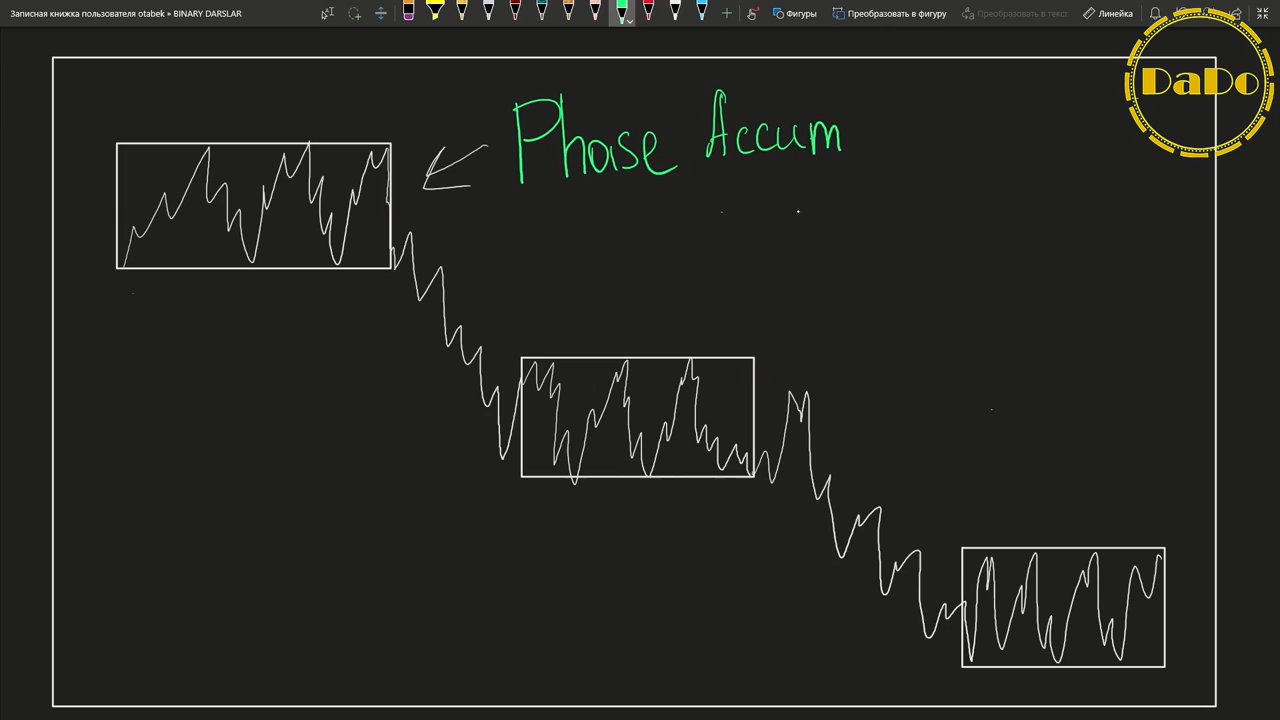 Записная книжка пользователя otabek » BINARY DARSLAR
Фигуры
Преобразовать в фигуру
Преобразовать в текст
Линейка
DaDo
Phase Accum